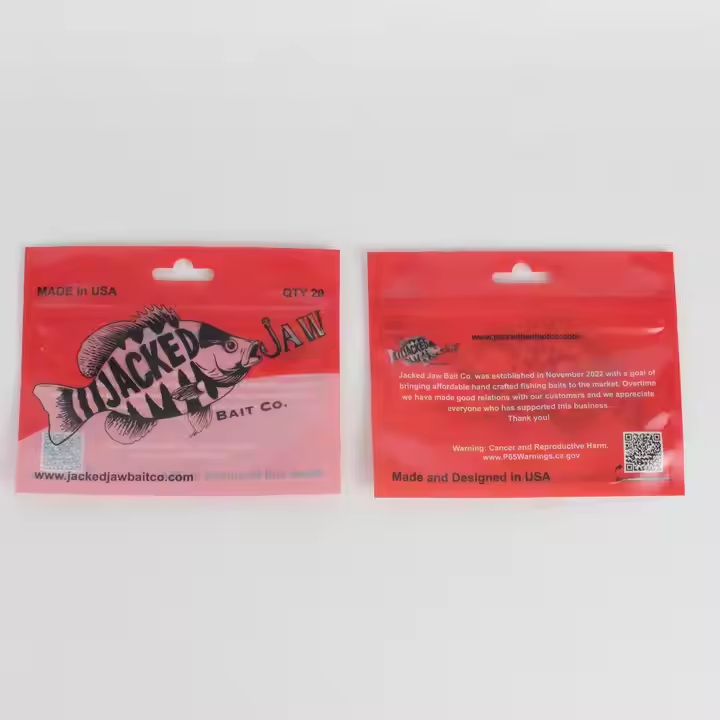 MADE in USA
QTY 20
JACKED
JAW
BAIT CO.
www.jackedjawbaitco.com
www.jackedjawbaitco.com
Jacked Jaw Bait Co. was established in November 2022 with a goal of
bringing affordable hand crafted fishing baits to the market. Overtime
we have made good relations with our customers and we appreciate
everyone who has supported this business.
Thank you!
Warning: Cancer and Reproductive Harm.
www.P65Warnings.ca.gov
Made and Designed in USA